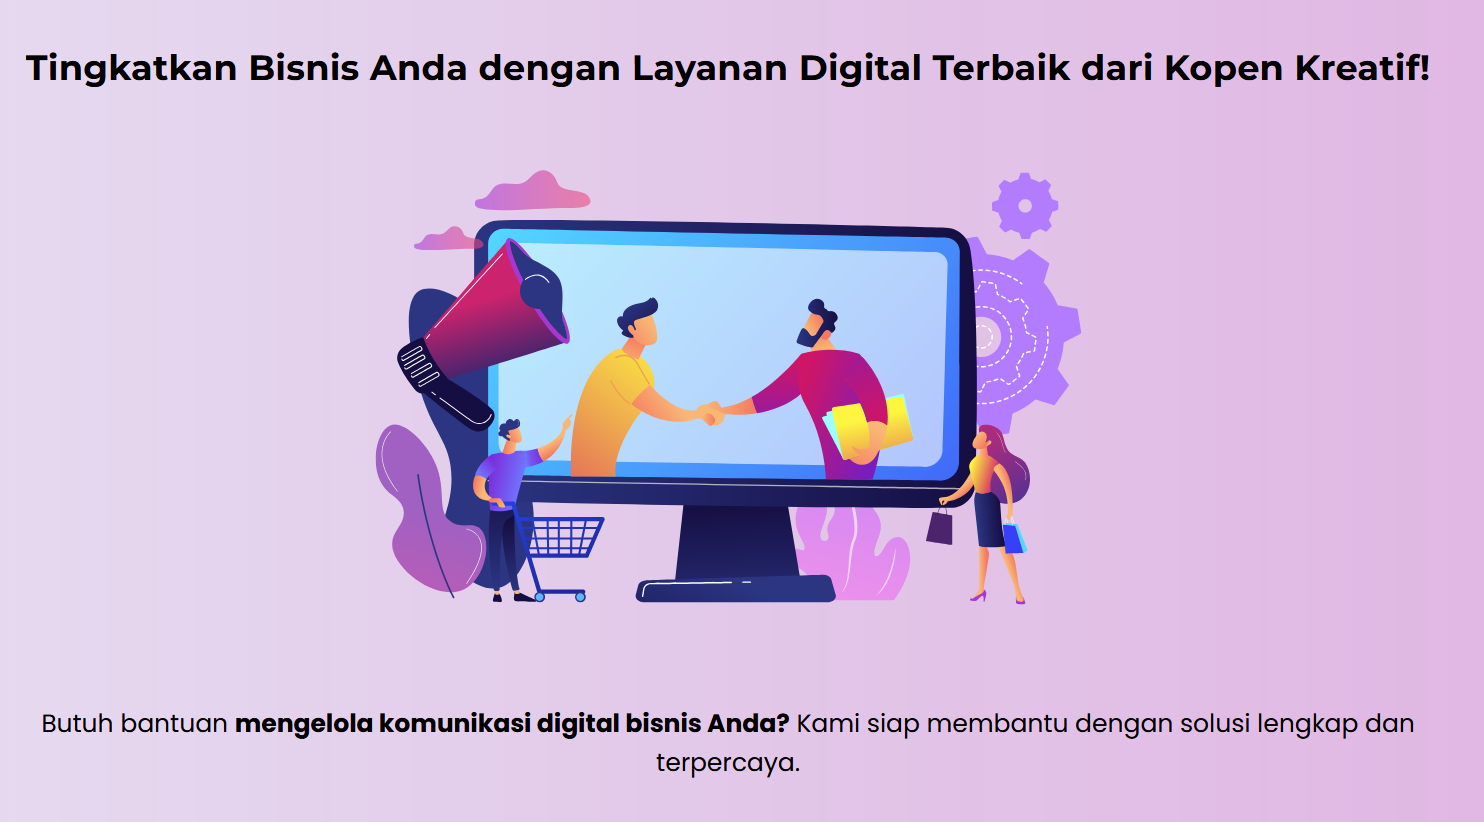 Tingkatkan Bisnis Anda dengan Layanan Digital Terbaik dari Kopen Kreatif!
Butuh bantuan mengelola komunikasi digital bisnis Anda? Kami siap membantu dengan solusi lengkap dan
terpercaya.